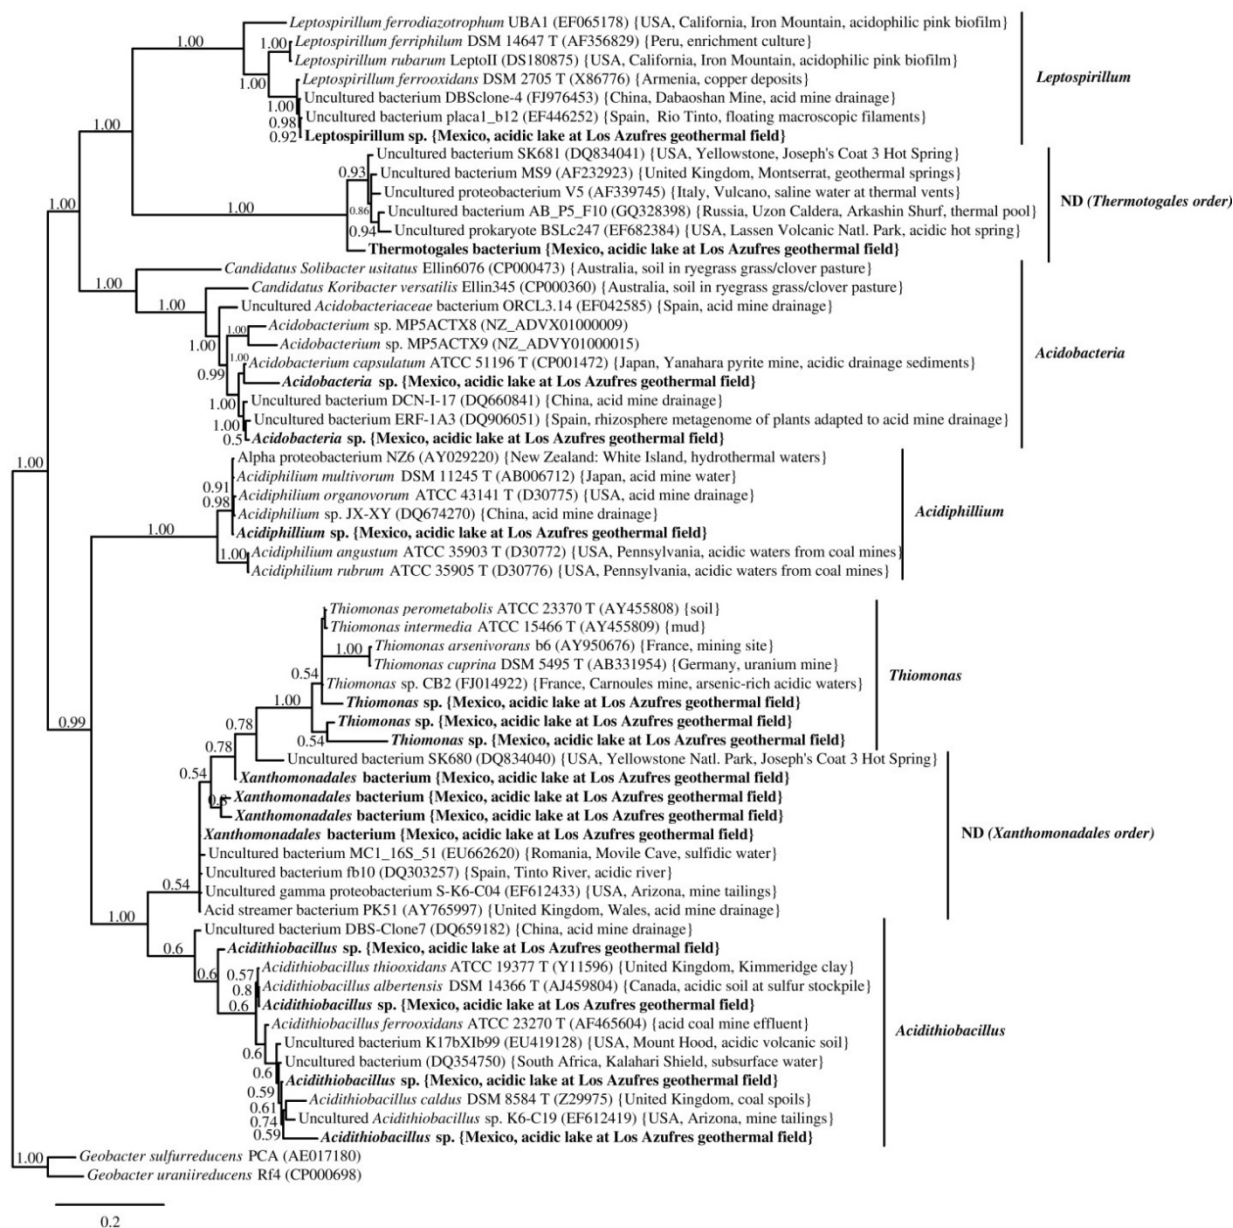 Leptospirillum ferrodiazotrophum UBA1 (EF065178) {USA, California, Iron Mountain, acidophilic pink biofilm}
1.00
1.00 Leptospirillum ferriphilum DSM 14647 T (AF356829) {Peru, enrichment culture}
Leptospirillum rubarum LeptoII (DS180875) {USA, California, Iron Mountain, acidophilic pink biofilm}
Leptospirillum
Leptospirillum ferrooxidans DSM 2705 T (X86776) {Armenia, copper deposits}
1.00
Uncultured bacterium DBSclone-4 (FJ976453) {China, Dabaoshan Mine, acid mine drainage}
1.00
Uncultured bacterium placa1_b12 (EF446252) {Spain, Rio Tinto, floating macroscopic filaments}
0.98
1.00
0.92 Leptospirillum sp. {Mexico, acidic lake at Los Azufres geothermal field}
Uncultured bacterium SK681 (DQ834041) {USA, Yellowstone, Joseph's Coat 3 Hot Spring}
0.93 Uncultured bacterium MS9 (AF232923) {United Kingdom, Montserrat, geothermal springs}
Uncultured proteobacterium V5 (AF339745) {Italy, Vulcano, saline water at thermal vents}
ND (Thermotogales order)
1.00
1.00
0.86 Uncultured bacterium AB_P5_F10 (GQ328398) {Russia, Uzon Caldera, Arkashin Shurf, thermal pool}
0.94 Uncultured prokaryote BSLc247 (EF682384) {USA, Lassen Volcanic Natl. Park, acidic hot spring}
Thermotogales bacterium {Mexico, acidic lake at Los Azufres geothermal field}
Candidatus Solibacter usitatus Ellin6076 (CP000473) {Australia, soil in ryegrass grass/clover pasture}
1.00
Candidatus Koribacter versatilis Ellin345 (CP000360) {Australia, soil in ryegrass grass/clover pasture}
1.00
Uncultured Acidobacteriaceae bacterium ORCL3.14 (EF042585) {Spain, acid mine drainage}
1.00 Acidobacterium sp. MP5ACTX8 (NZ_ADVX01000009)
1.00
Acidobacterium sp. MP5ACTX9 (NZ_ADVY01000015)
Acidobacteria
1.00 Acidobacterium capsulatum ATCC 51196 T (CP001472) {Japan, Yanahara pyrite mine, acidic drainage sediments}
0.99
Acidobacteria sp. {Mexico, acidic lake at Los Azufres geothermal field}
1.00 Uncultured bacterium DCN-I-17 (DQ660841) {China, acid mine drainage}
1.00 Uncultured bacterium ERF-1A3 (DQ906051) {Spain, rhizosphere metagenome of plants adapted to acid mine drainage}
0.5 Acidobacteria sp. {Mexico, acidic lake at Los Azufres geothermal field}
1.00
Alpha proteobacterium NZ6 (AY029220) {New Zealand: White Island, hydrothermal waters}
Acidiphilium multivorum DSM 11245 T (AB006712) {Japan, acid mine water}
0.91
Acidiphilium organovorum ATCC 43141 T (D30775) {USA, acid mine drainage}
0.98
Acidiphilium sp. JX-XY (DQ674270) {China, acid mine drainage}
Acidiphillium
1.00
Acidiphillium sp. {Mexico, acidic lake at Los Azufres geothermal field}
1.00 Acidiphilium angustum ATCC 35903 T (D30772) {USA, Pennsylvania, acidic waters from coal mines}
Acidiphilium rubrum ATCC 35905 T (D30776) {USA, Pennsylvania, acidic waters from coal mines}
Thiomonas perometabolis ATCC 23370 T (AY455808) {soil}
Thiomonas intermedia ATCC 15466 T (AY455809) {mud}
1.00 Thiomonas arsenivorans b6 (AY950676) {France, mining site}
Thiomonas cuprina DSM 5495 T (AB331954) {Germany, uranium mine}
0.54
Thiomonas
Thiomonas sp. CB2 (FJ014922) {France, Carnoules mine, arsenic-rich acidic waters}
1.00 Thiomonas sp. {Mexico, acidic lake at Los Azufres geothermal field}
Thiomonas sp. {Mexico, acidic lake at Los Azufres geothermal field}
0.99
0.78
0.54 Thiomonas sp. {Mexico, acidic lake at Los Azufres geothermal field}
0.78
Uncultured bacterium SK680 (DQ834040) {USA, Yellowstone Natl. Park, Joseph's Coat 3 Hot Spring}
0.54 Xanthomonadales bacterium {Mexico, acidic lake at Los Azufres geothermal field}
Xanthomonadales bacterium {Mexico, acidic lake at Los Azufres geothermal field}
Xanthomonadales bacterium {Mexico, acidic lake at Los Azufres geothermal field}
Xanthomonadales bacterium {Mexico, acidic lake at Los Azufres geothermal field}
ND (Xanthomonadales order)
Uncultured bacterium MC1_16S_51 (EU662620) {Romania, Movile Cave, sulfidic water}
Uncultured bacterium fb10 (DQ303257) {Spain, Tinto River, acidic river}
0.54 Uncultured gamma proteobacterium S-K6-C04 (EF612433) {USA, Arizona, mine tailings}
Acid streamer bacterium PK51 (AY765997) {United Kingdom, Wales, acid mine drainage}
1.00
Uncultured bacterium DBS-Clone7 (DQ659182) {China, acid mine drainage}
0.6 Acidithiobacillus sp. {Mexico, acidic lake at Los Azufres geothermal field}
0.6 0.57 Acidithiobacillus thiooxidans ATCC 19377 T (Y11596) {United Kingdom, Kimmeridge clay}
0.8 Acidithiobacillus albertensis DSM 14366 T (AJ459804) {Canada, acidic soil at sulfur stockpile}
0.6 Acidithiobacillus sp. {Mexico, acidic lake at Los Azufres geothermal field}
Acidithiobacillus ferrooxidans ATCC 23270 T (AF465604) {acid coal mine effluent}
Acidithiobacillus
Uncultured bacterium K17bXIb99 (EU419128) {USA, Mount Hood, acidic volcanic soil}
0.6
Uncultured bacterium (DQ354750) {South Africa, Kalahari Shield, subsurface water}
0.6
Acidithiobacillus sp. {Mexico, acidic lake at Los Azufres geothermal field}
0.59
Acidithiobacillus caldus DSM 8584 T (Z29975) {United Kingdom, coal spoils}
0.61
Uncultured Acidithiobacillus sp. K6-C19 (EF612419) {USA, Arizona, mine tailings}
0.74
0.59 Acidithiobacillus sp. {Mexico, acidic lake at Los Azufres geothermal field}
1.00 Geobacter sulfurreducens PCA (AE017180)
Geobacter uraniireducens Rf4 (CP000698)
0.2